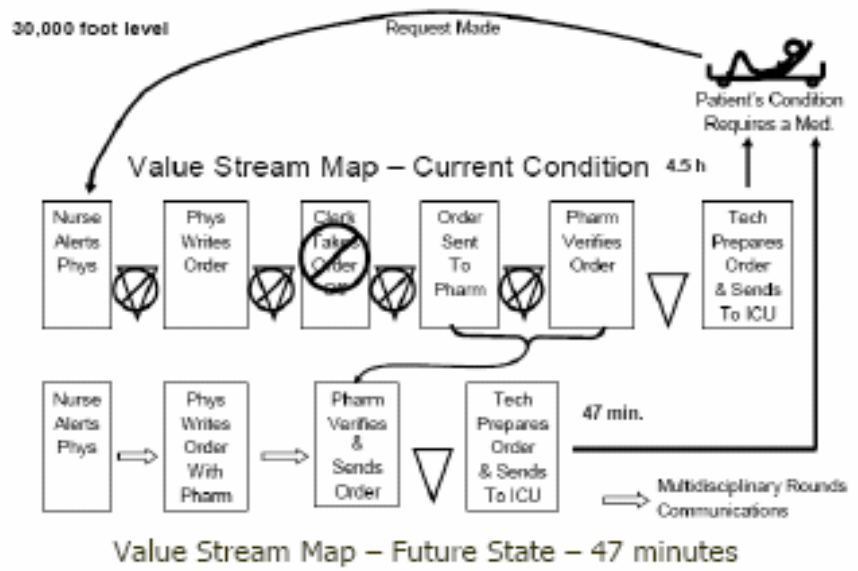 30,000 foot level
Request Made
Patient's Condition
Requires a Med.
Value Stream Map – Current Condition 4.5 h
Nurse
Alerts
Phys
Phys
Writes
Order
Clerk
Takes
Order
Off
Order
Sent
To
Pharm
Pharm
Verifies
Order
Tech
Prepares
Order
& Sends
To ICU
Nurse
Alerts
Phys
Phys
Writes
Order
With
Pharm
Pharm
Verifies
&
Sends
Order
Tech
Prepares
Order
& Sends
To ICU
47 min.
Multidisciplinary Rounds
Communications
Value Stream Map – Future State – 47 minutes